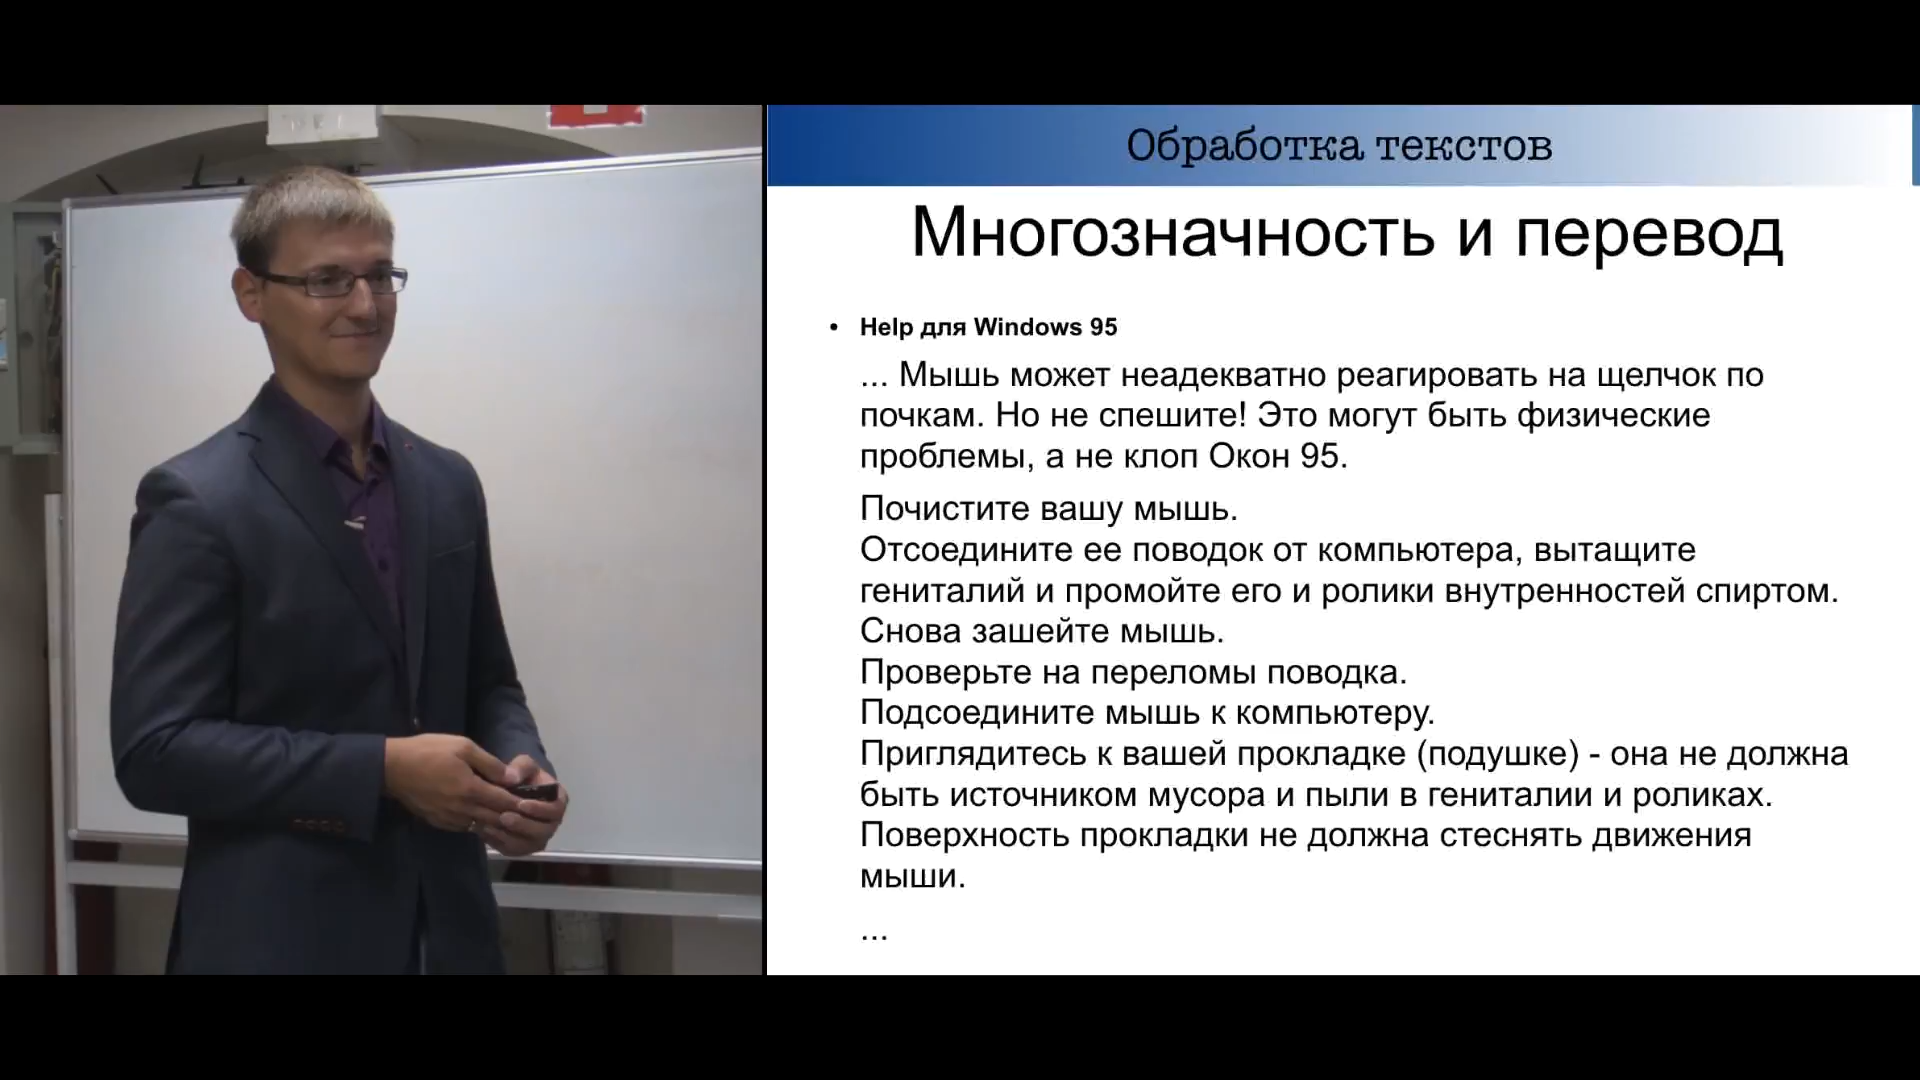 Обработка текстов
Многозначность и перевод
• Help для Windows 95
... Мышь может неадекватно реагировать на щелчок по
почкам. Но не спешите! Это могут быть физические
проблемы, а не клоп Окон 95.
Почистите вашу мышь.
Отсоедините ее поводок от компьютера, вытащите
гениталий и промойте его и ролики внутренностей спиртом.
Снова зашейте мышь.
Проверьте на переломы поводка.
Подсоедините мышь к компьютеру.
Приглядитесь к вашей прокладке (подушке) - она не должна
быть источником мусора и пыли в гениталии и роликах.
Поверхность прокладки не должна стеснять движения
мыши.
...